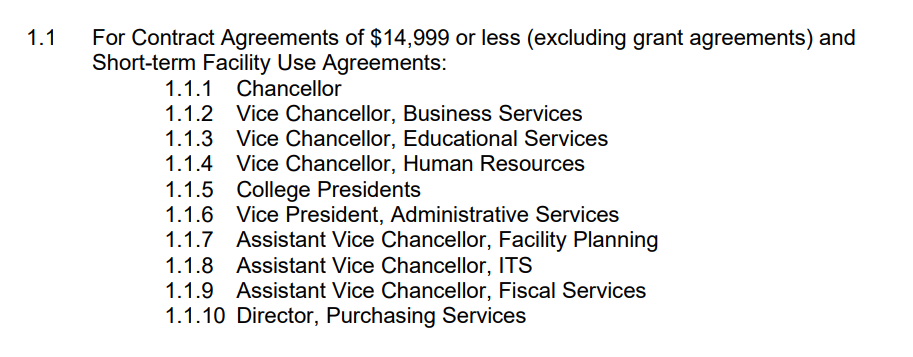 1.1 For Contract Agreements of $14,999 or less (excluding grant agreements) and
Short-term Facility Use Agreements:
1.1.1 Chancellor
1.1.2 Vice Chancellor, Business Services
1.1.3 Vice Chancellor, Educational Services
1.1.4 Vice Chancellor, Human Resources
1.1.5 College Presidents
1.1.6 Vice President, Administrative Services
1.1.7 Assistant Vice Chancellor, Facility Planning
1.1.8 Assistant Vice Chancellor, ITS
1.1.9 Assistant Vice Chancellor, Fiscal Services
1.1.10 Director, Purchasing Services